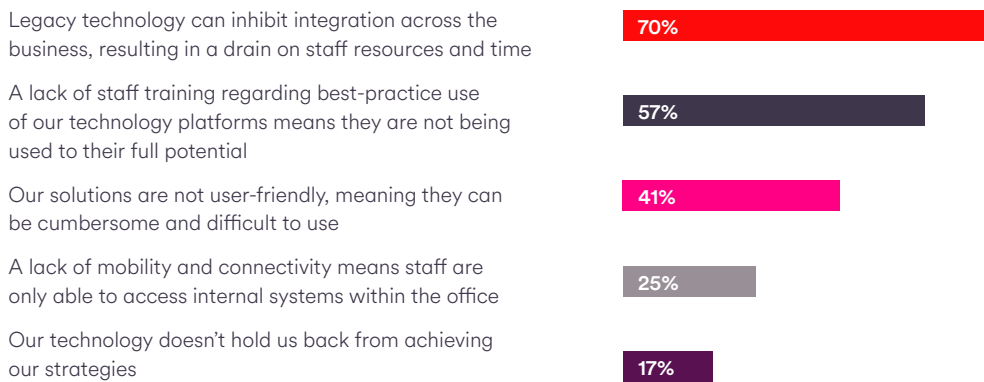 Legacy technology can inhibit integration across the
business, resulting in a drain on staff resources and time
70%
A lack of staff training regarding best-practice use
of our technology platforms means they are not being
used to their full potential
57%
Our solutions are not user-friendly, meaning they can
be cumbersome and difficult to use
41%
A lack of mobility and connectivity means staff are
only able to access internal systems within the office
25%
Our technology doesn’t hold us back from achieving
our strategies
17%